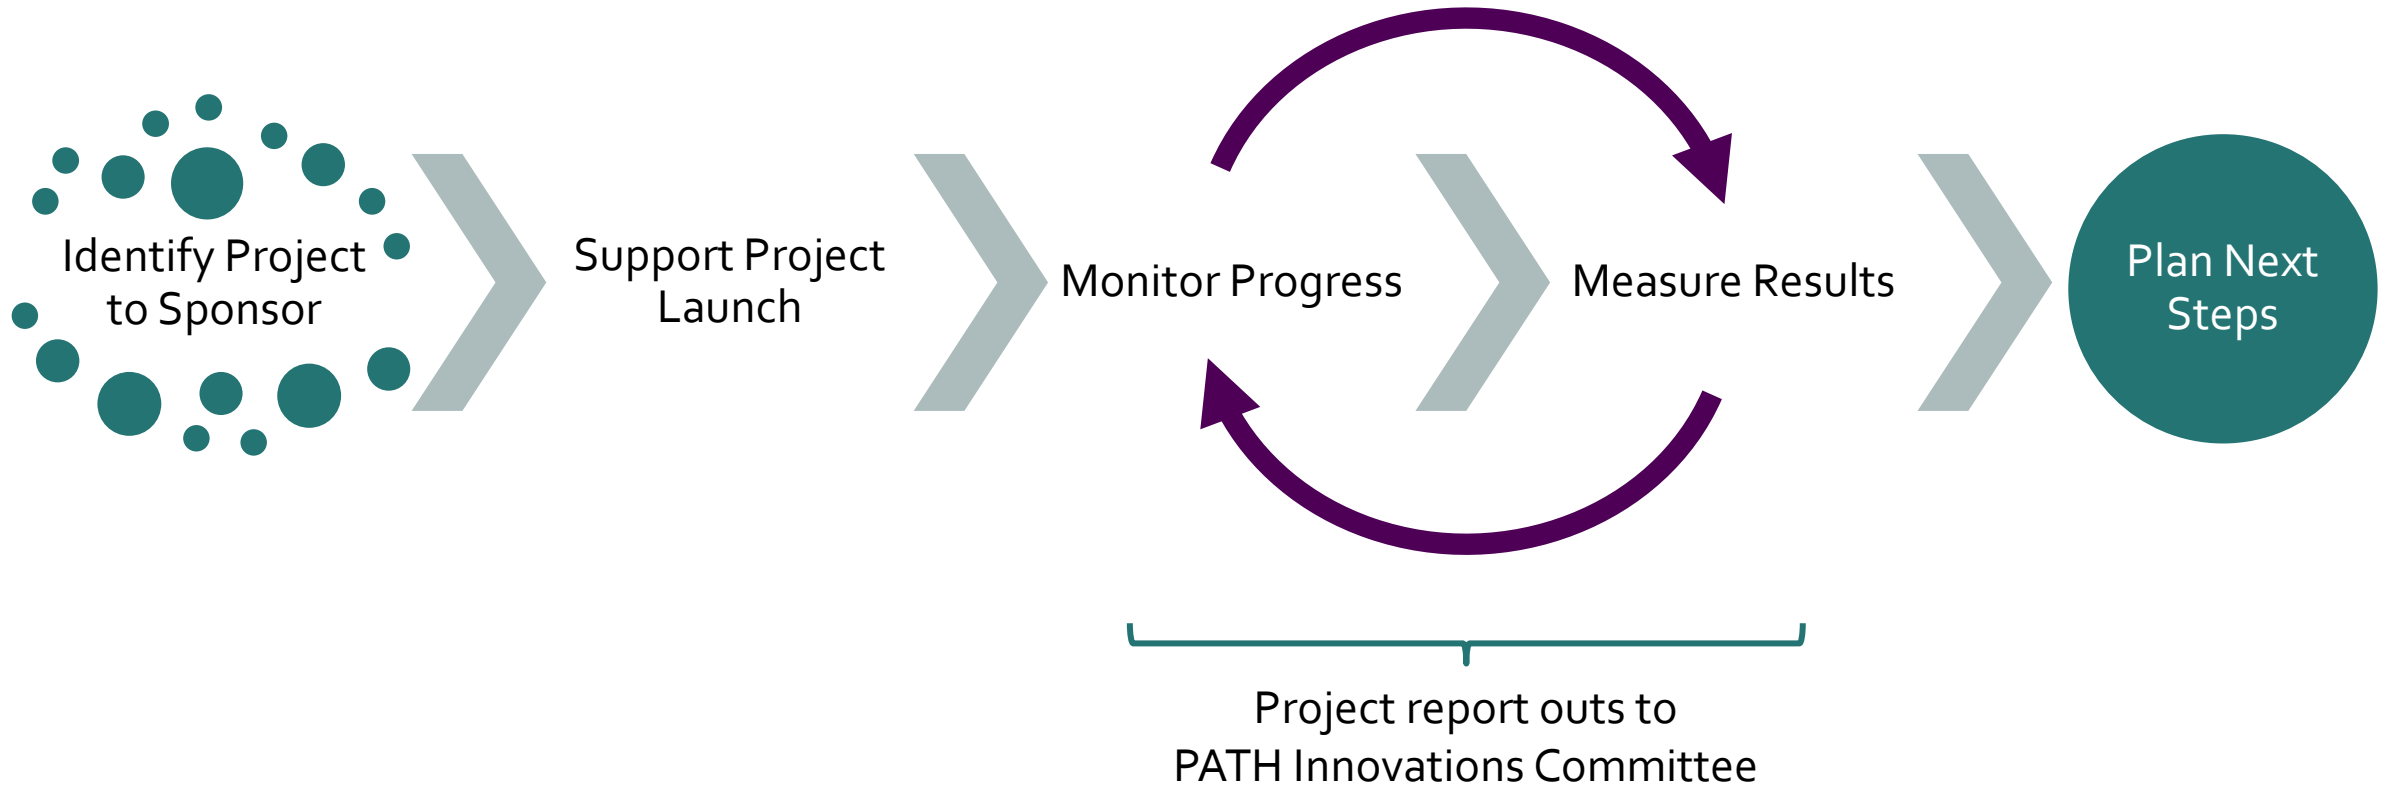 Identify Project
to Sponsor
Support Project
Launch
Monitor Progress
Measure Results
Plan Next
Steps
Project report outs to
PATH Innovations Committee